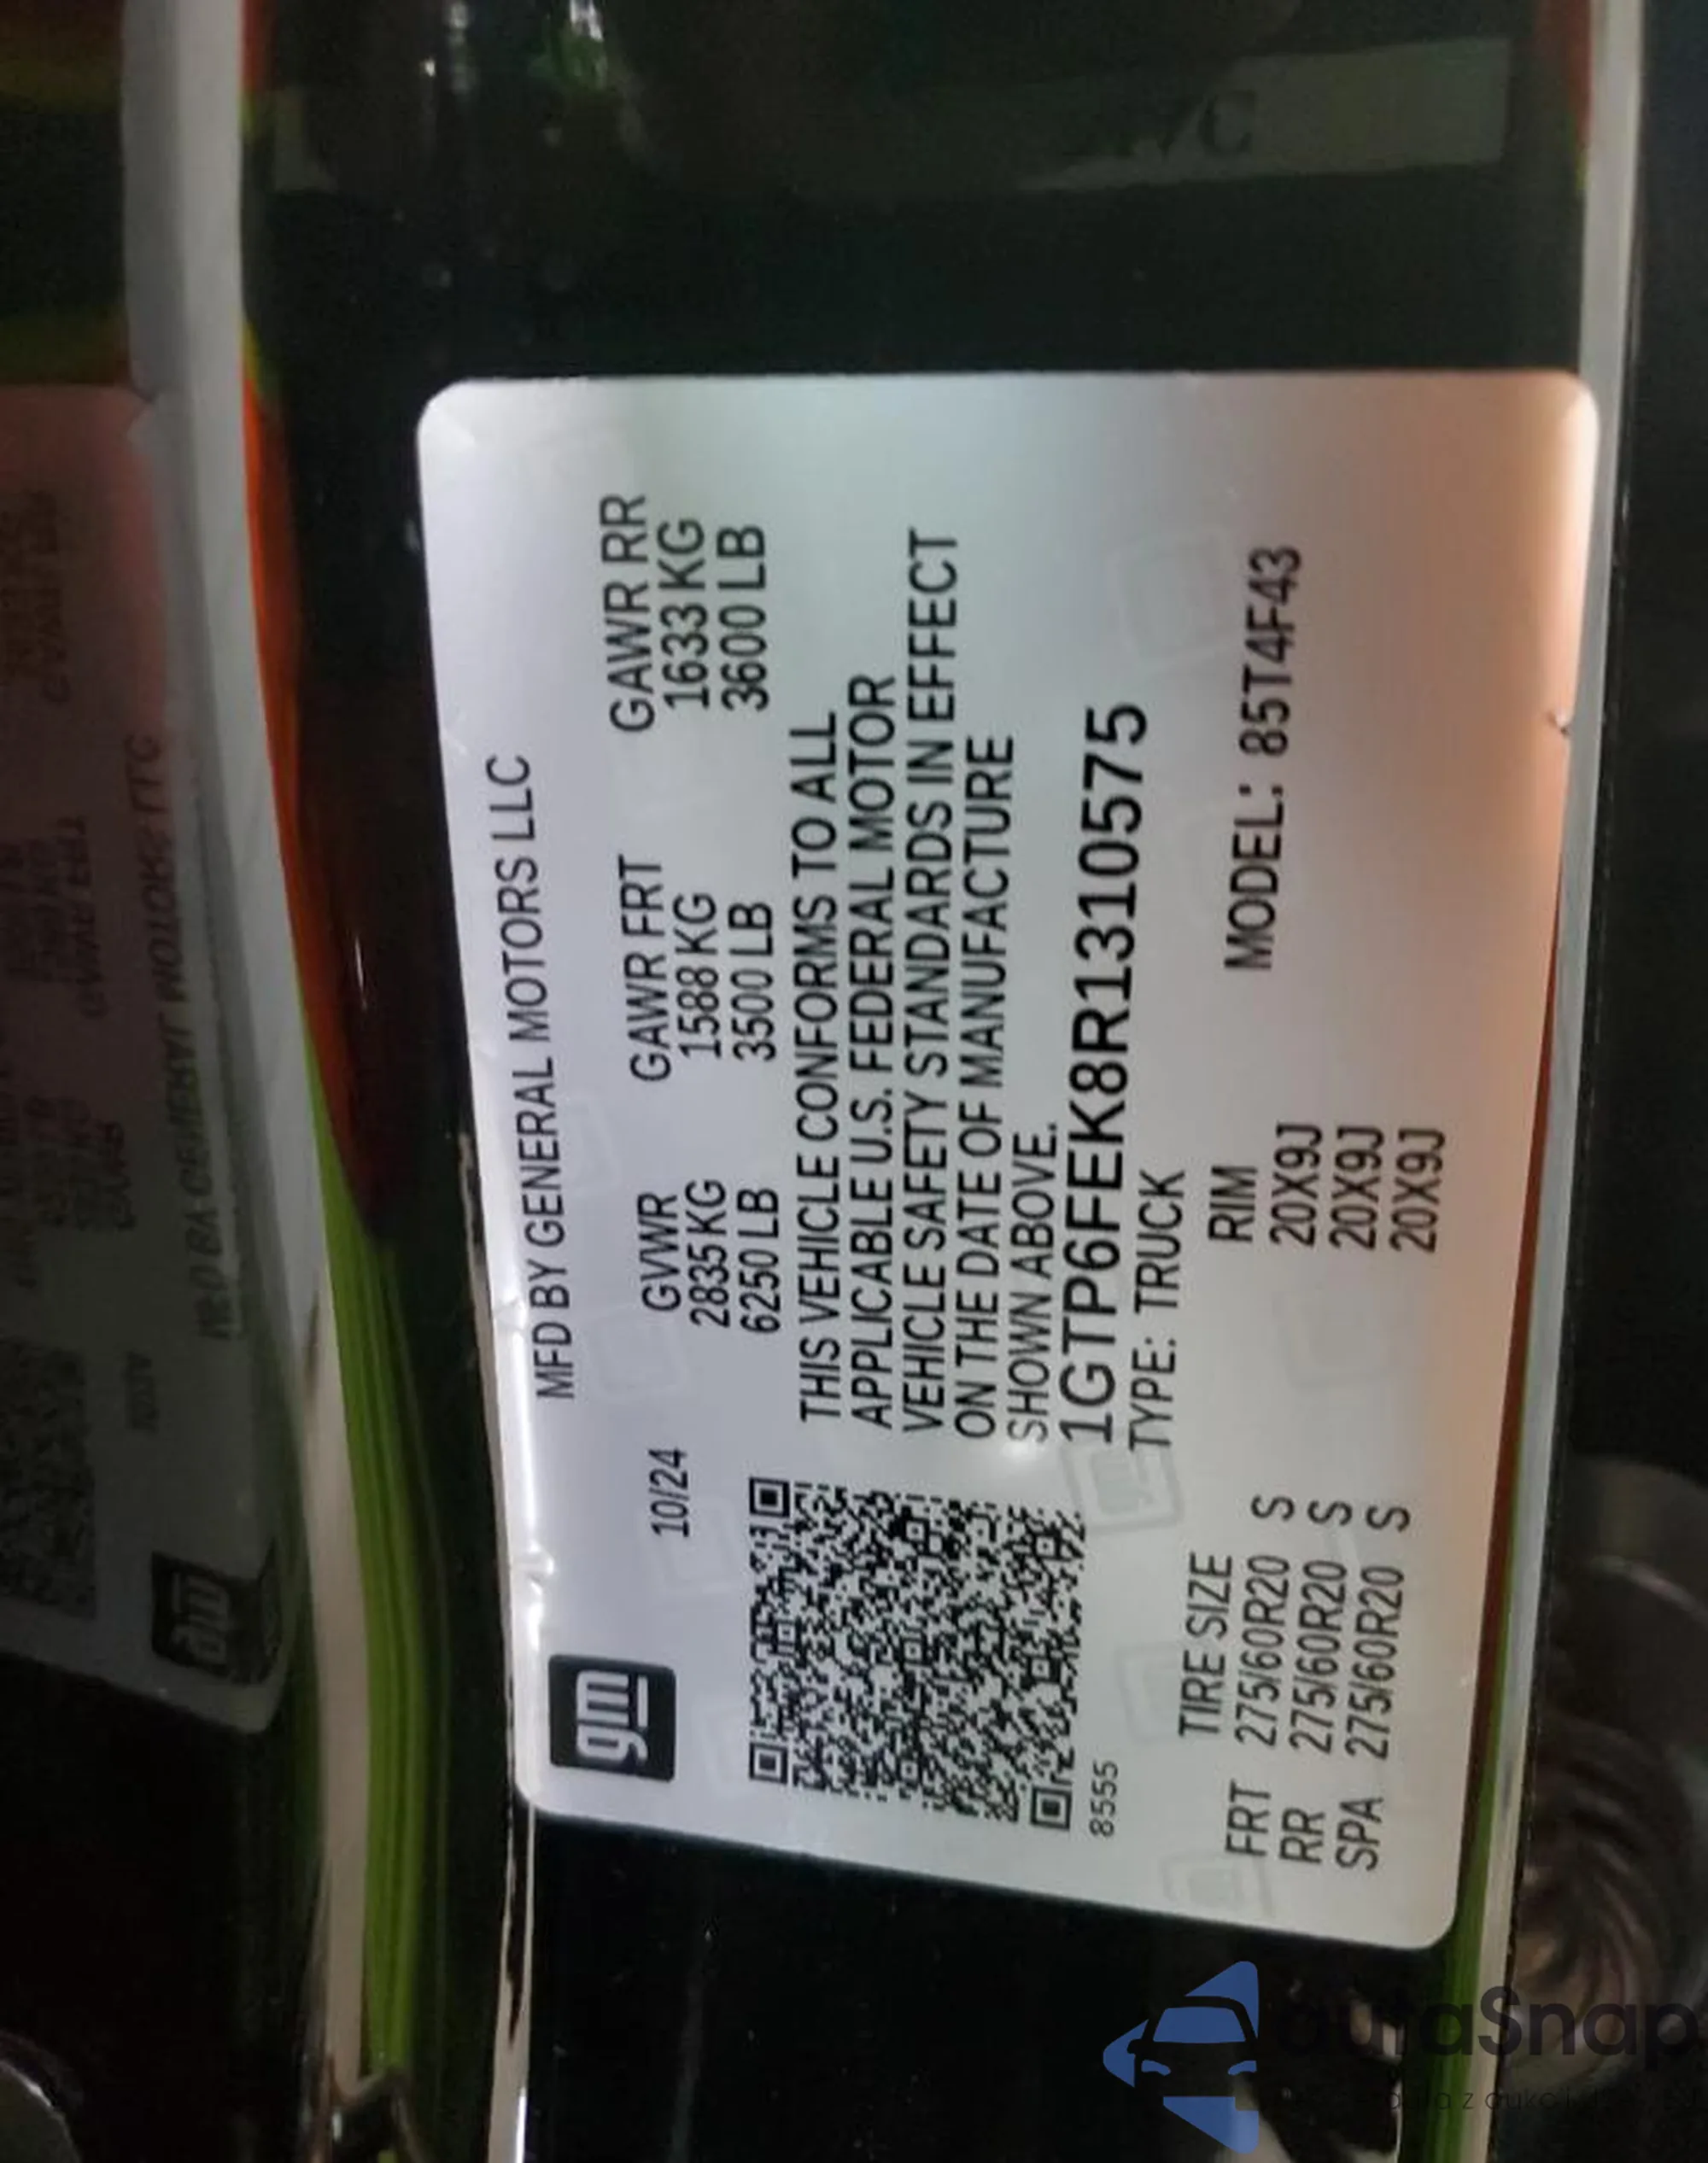 gm
MFD BY GENERAL MOTORS LLC
10/24
GVWR GAWR FRT GAWR RR
2835 KG 1588 KG 1633 KG
6250 LB 3500 LB 3600 LB
THIS VEHICLE CONFORMS TO ALL
APPLICABLE U.S. FEDERAL MOTOR
VEHICLE SAFETY STANDARDS IN EFFECT
ON THE DATE OF MANUFACTURE
SHOWN ABOVE.
1GTP6FEK8R1310575
TYPE: TRUCK
8555
TIRE SIZE RIM MODEL: 85T4F43
FRT 275/60R20 S 20X9J
RR 275/60R20 S 20X9J
SPA 275/60R20 S 20X9J
autaSnap